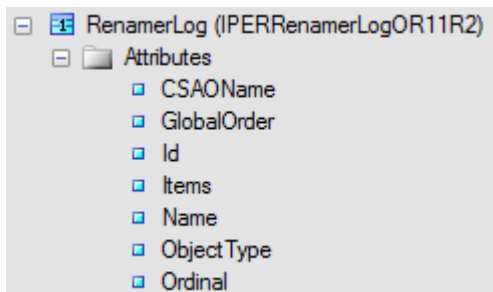 RenamerLog (IPERRenamerLogOR11R2)
Attributes
CSAOName
GlobalOrder
Id
Items
Name
ObjectType
Ordinal